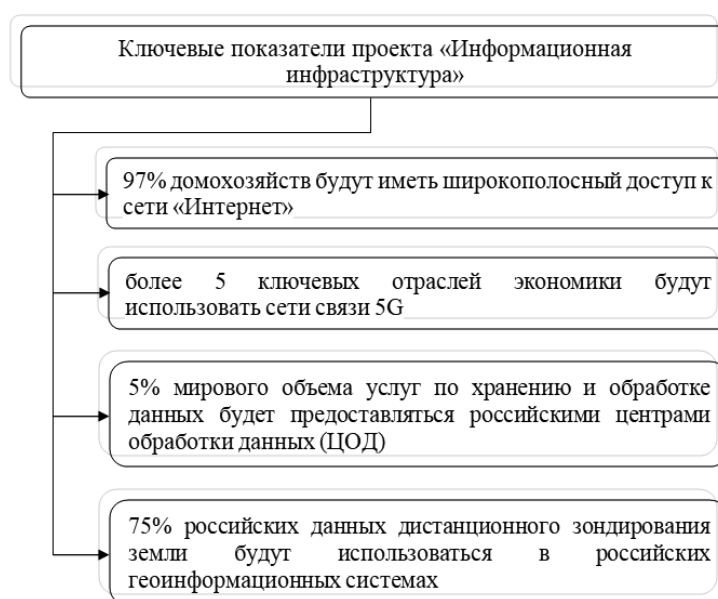 Ключевые показатели проекта «Информационная
инфраструктура»
97% домохозяйств будут иметь широкополосный доступ к
сети «Интернет»
более 5 ключевых отраслей экономики будут
использовать сети связи 5G
5% мирового объема услуг по хранению и обработке
данных будет предоставляться российскими центрами
обработки данных (ЦОД)
75% российских данных дистанционного зондирования
земли будут использоваться в российских
геоинформационных системах